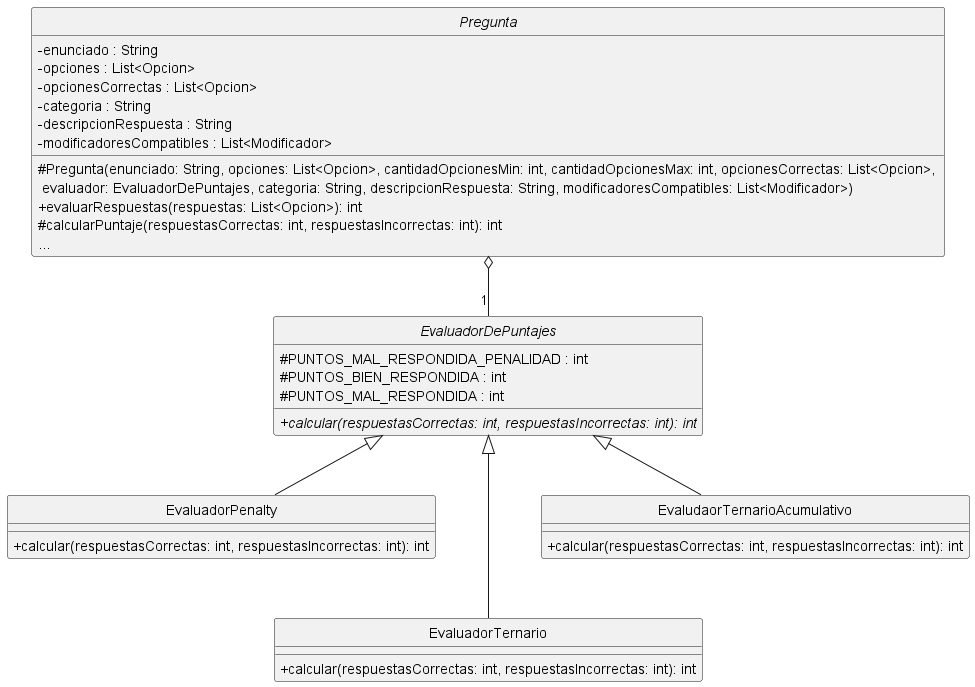 Pregunta
-enunciado : String
-opciones : List<Opcion>
-opcionesCorrectas : List<Opcion>
-categoria : String
-descripcionRespuesta : String
-modificadoresCompatibles : List<Modificador>
#Pregunta(enunciado: String, opciones: List<Opcion>, cantidadOpcionesMin: int, cantidadOpcionesMax: int, opcionesCorrectas: List<Opcion>,
evaluador: EvaluadorDePuntajes, categoria: String, descripcionRespuesta: String, modificadoresCompatibles: List<Modificador>)
+evaluarRespuestas(respuestas: List<Opcion>): int
#calcularPuntaje(respuestasCorrectas: int, respuestasIncorrectas: int): int
...
1
EvaluadorDePuntajes
#PUNTOS_MAL_RESPONDIDA_PENALIDAD : int
#PUNTOS_BIEN_RESPONDIDA : int
#PUNTOS_MAL_RESPONDIDA : int
+calcular(respuestasCorrectas: int, respuestasIncorrectas: int): int
EvaluadorPenalty
+calcular(respuestasCorrectas: int, respuestasIncorrectas: int): int
EvaludaorTernarioAcumulativo
+calcular(respuestasCorrectas: int, respuestasIncorrectas: int): int
EvaluadorTernario
+calcular(respuestasCorrectas: int, respuestasIncorrectas: int): int